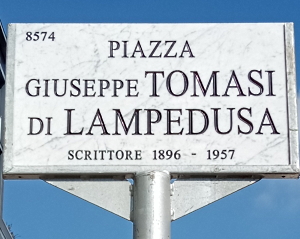 8574
PIAZZA
GIUSEPPE TOMASI
DI LAMPEDUSA
SCRITTORE 1896 - 1957